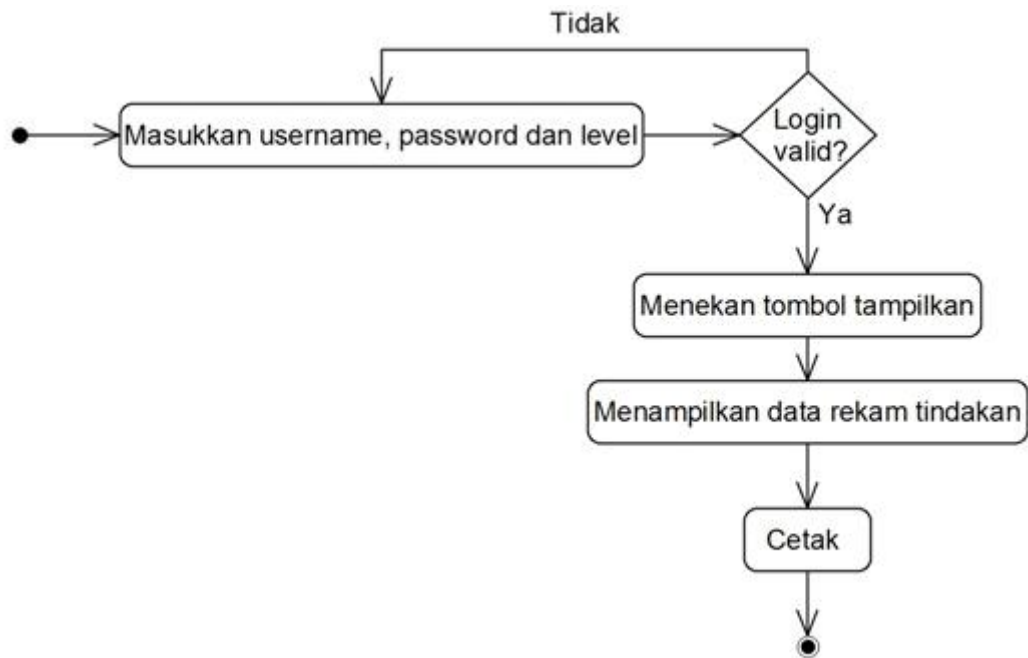 Tidak
Masukkan username, password dan level
Login
valid?
Ya
Menekan tombol tampilkan
Menampilkan data rekam tindakan
Cetak